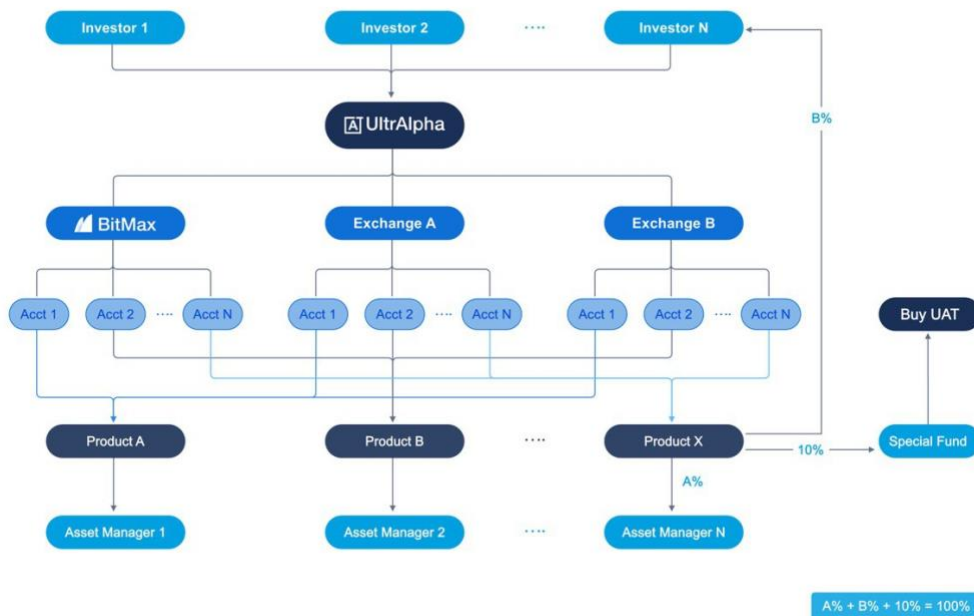 Investor 1
Investor 2
....
Investor N
B%
UltrAlpha
BitMax
Exchange A
Exchange B
Acct 1
Acct 2
....
Acct N
Acct 1
Acct 2
....
Acct N
Acct 1
Acct 2
....
Acct N
Buy UAT
Product A
Product B
....
Product X
10%
Special Fund
A%
Asset Manager 1
Asset Manager 2
....
Asset Manager N
A% + B% + 10% = 100%